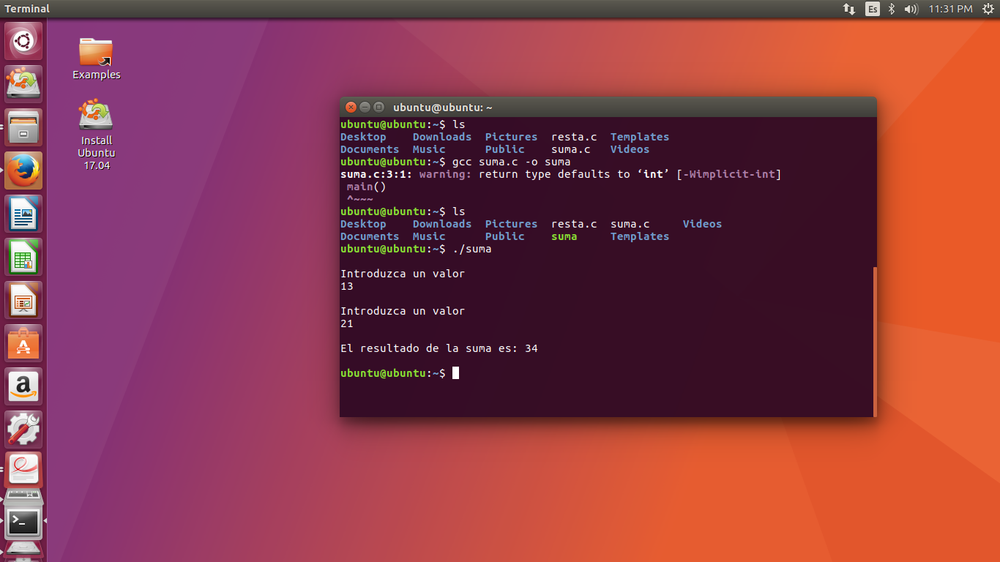 Terminal
Es
11:31 PM
Examples
Install
Ubuntu
17.04
ubuntu@ubuntu: ~
ubuntu@ubuntu:~$ ls
Desktop    Downloads  Pictures  resta.c  Templates
Documents  Music      Public    suma.c   Videos
ubuntu@ubuntu:~$ gcc suma.c -o suma
suma.c:3:1: warning: return type defaults to ‘int’ [-Wimplicit-int]
 main()
 ^~~~
ubuntu@ubuntu:~$ ls
Desktop    Downloads  Pictures  resta.c  suma.c     Videos
Documents  Music      Public    suma     Templates
ubuntu@ubuntu:~$ ./suma
Introduzca un valor
13
Introduzca un valor
21
El resultado de la suma es: 34
ubuntu@ubuntu:~$